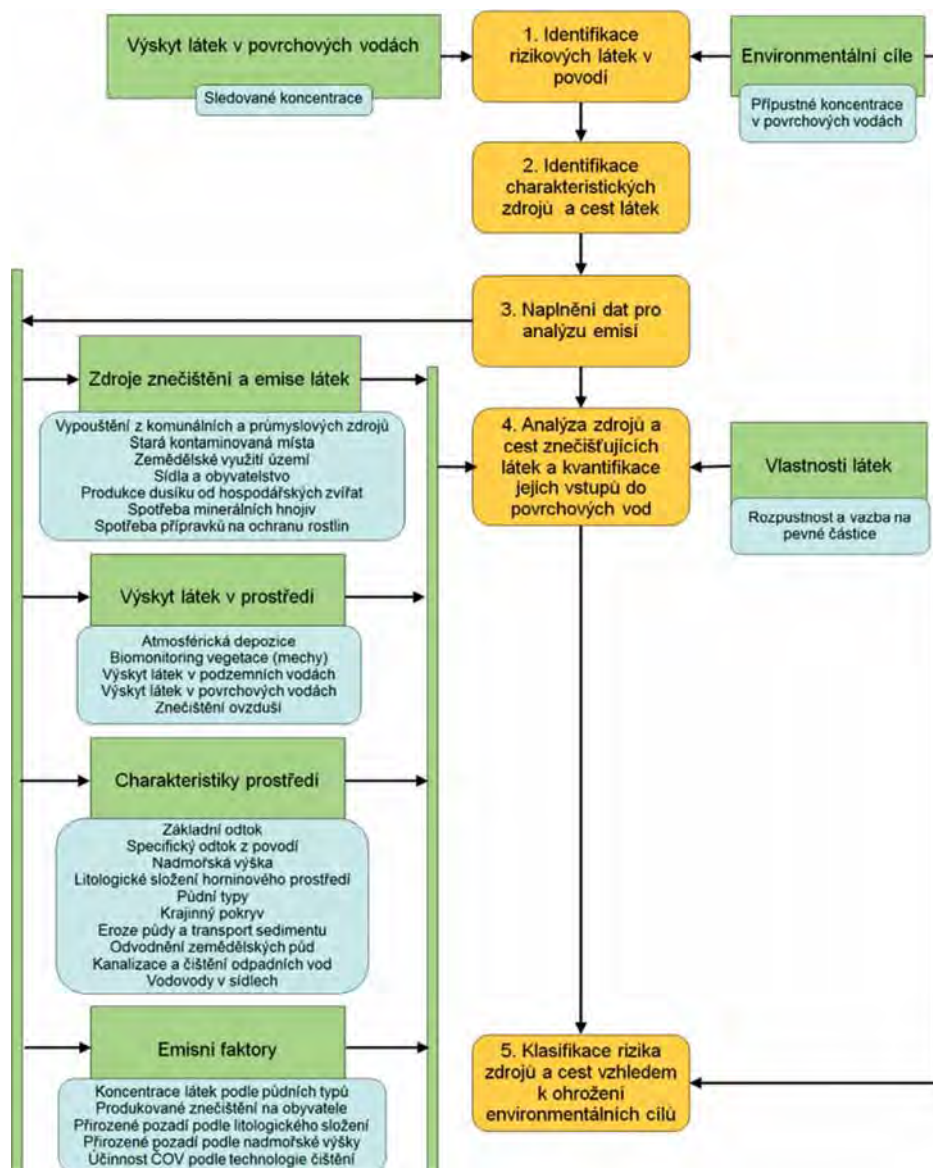 Výskyt látek v povrchových vodách
Sledované koncentrace
1. Identifikace
rizikových látek v
povodí
Environmentální cíle
Přípustné koncentrace
v povrchových vodách
2. Identifikace
charakteristických
zdrojů a cest látek
3. Naplnění dat pro
analýzu emisí
Zdroje znečištění a emise látek
Vypouštění z komunálních a průmyslových zdrojů
Stará kontaminovaná místa
Zemědělské využití území
Sídla a obyvatelstvo
Produkce dusíku od hospodářských zvířat
Spotřeba minerálních hnojiv
Spotřeba přípravků na ochranu rostlin
4. Analýza zdrojů a
cest znečišťujících
látek a kvantifikace
jejich vstupů do
povrchových vod
Vlastnosti látek
Rozpustnost a vazba na
pevné částice
Výskyt látek v prostředí
Atmosférická depozice
Biomonitoring vegetace (mechy)
Výskyt látek v podzemních vodách
Výskyt látek v povrchových vodách
Znečištění ovzduší
Charakteristiky prostředí
Základní odtok
Specifický odtok z povodí
Nadmořská výška
Litologické složení horninového prostředí
Půdní typy
Krajinný pokryv
Eroze půdy a transport sedimentu
Odvodnění zemědělských půd
Kanalizace a čištění odpadních vod
Vodovody v sídlech
Emisní faktory
Koncentrace látek podle půdních typů
Produkované znečištění na obyvatele
Přirozené pozadí podle litologického složení
Přirozené pozadí podle nadmořské výšky
Účinnost ČOV podle technologie čištění
5. Klasifikace rizika
zdrojů a cest vzhledem
k ohrožení
environmentálních cílů